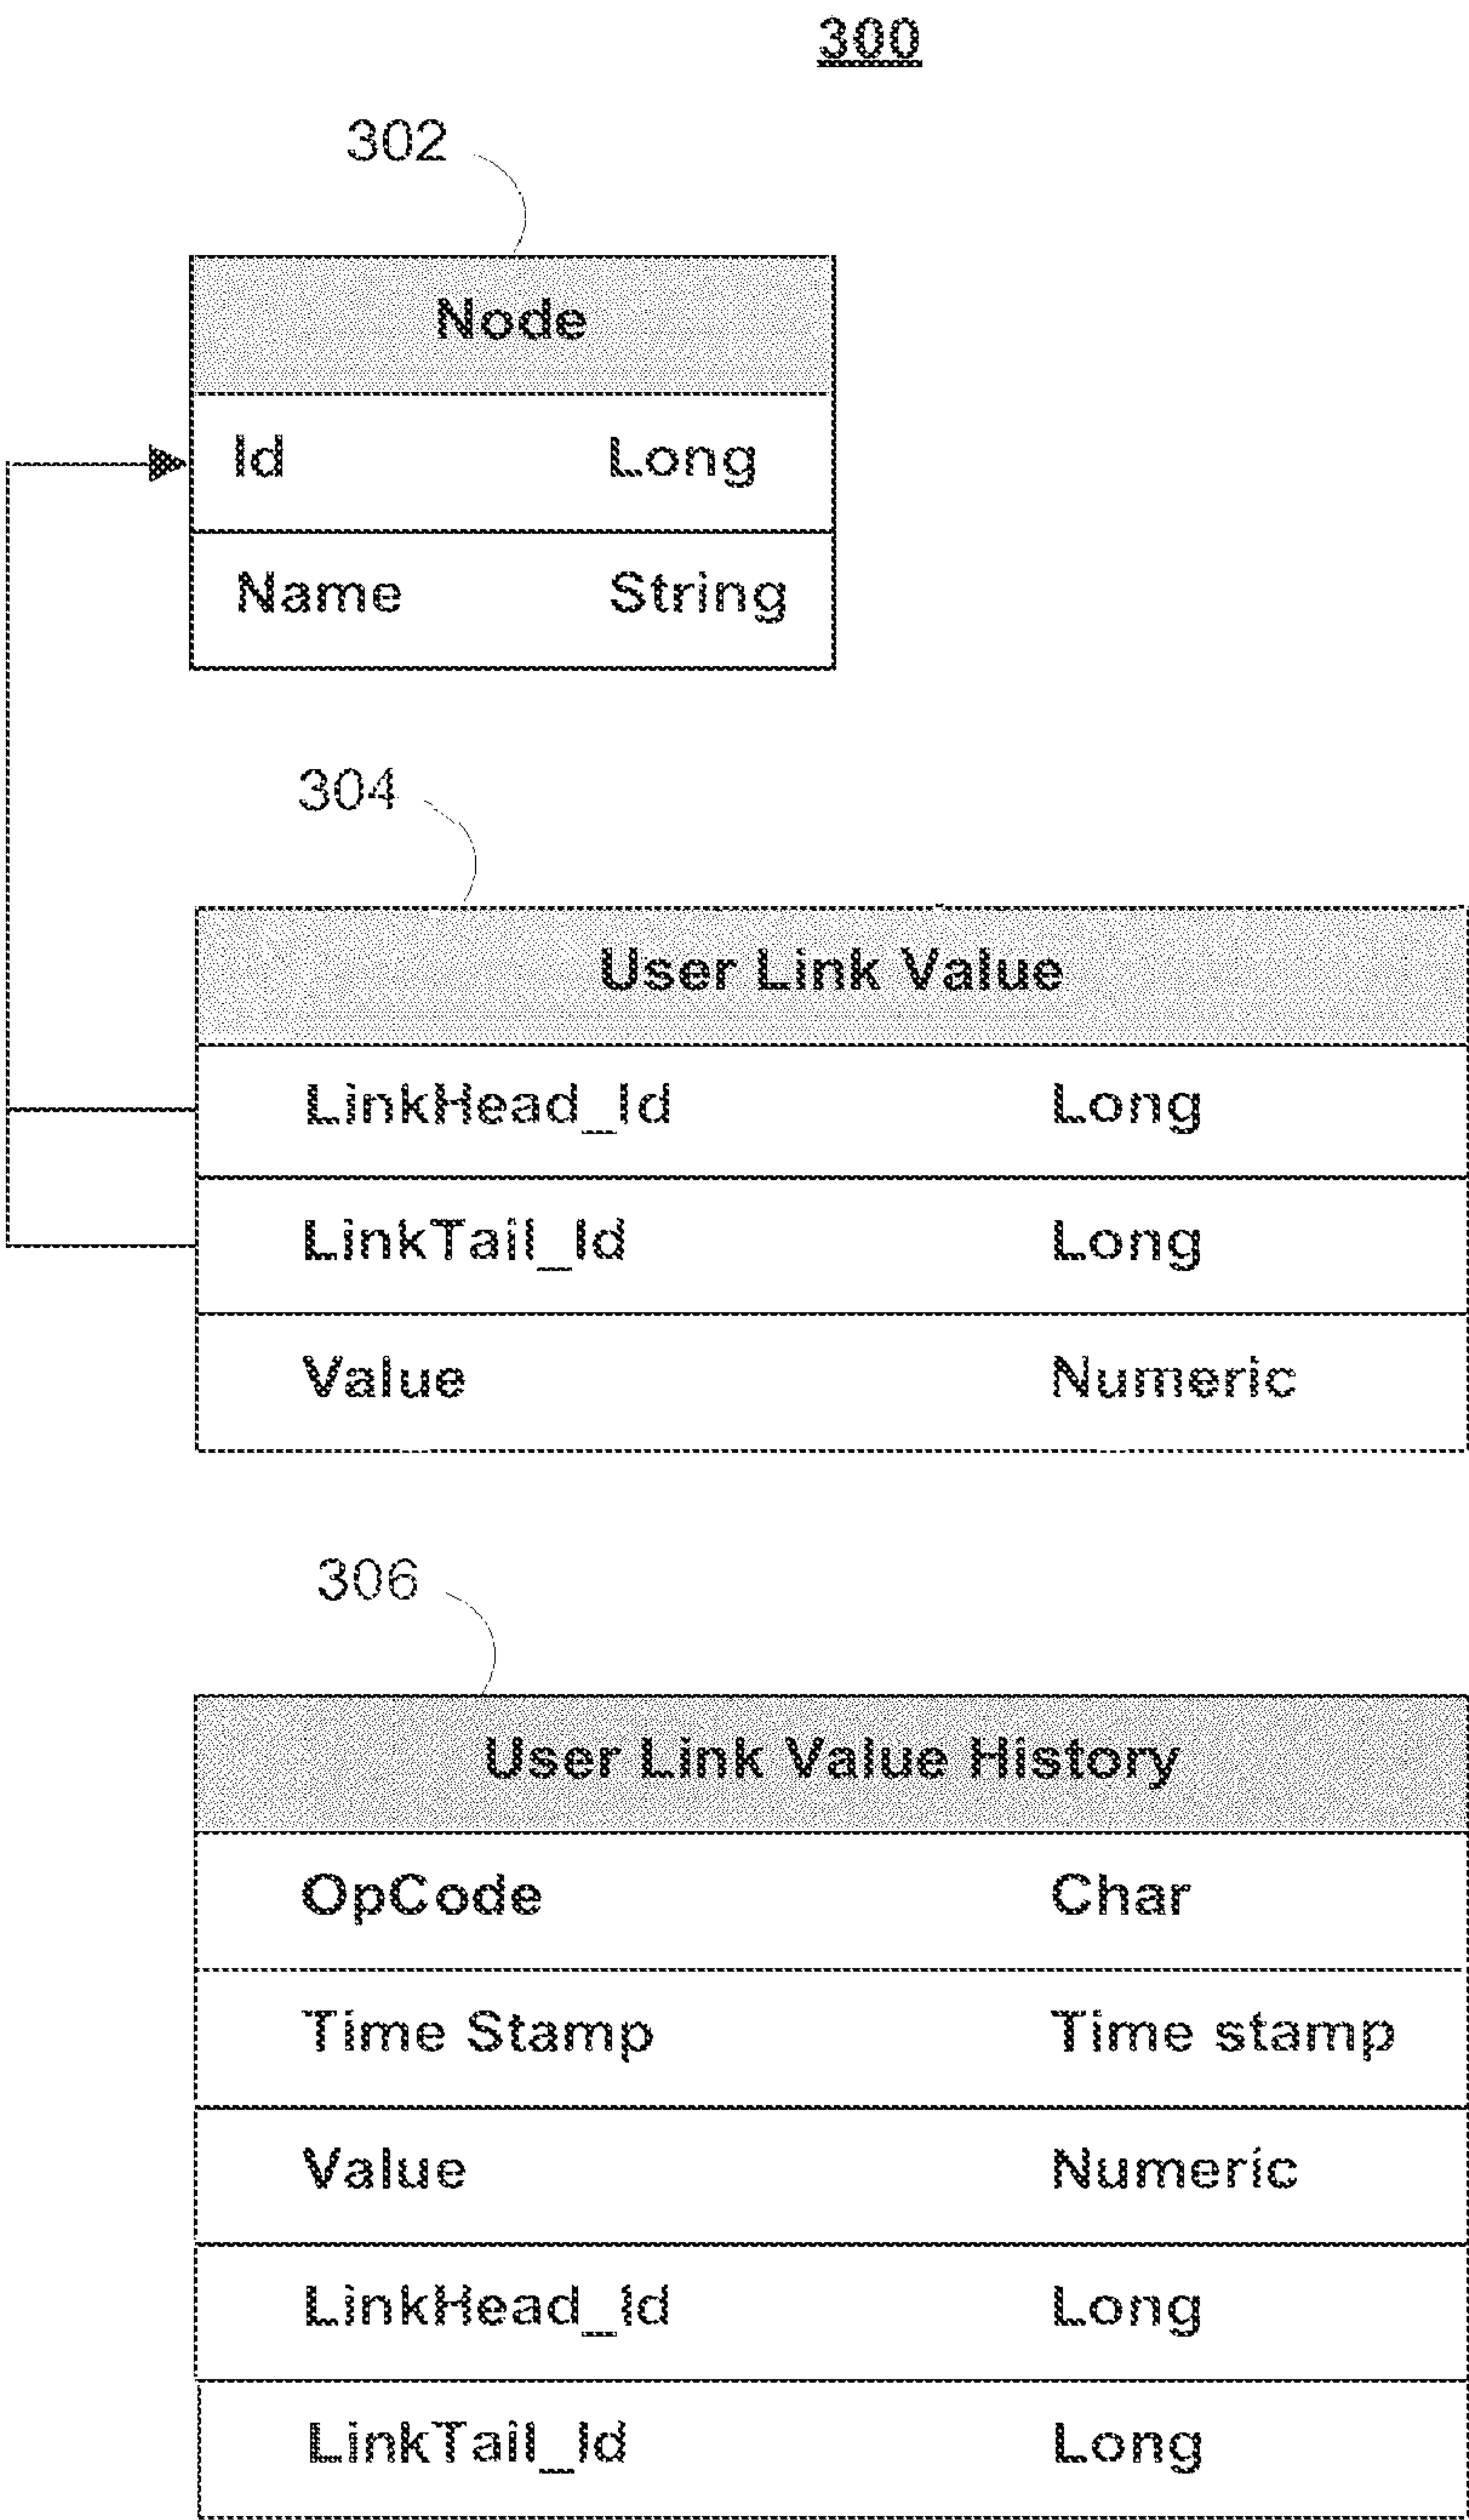 300
302
Node
Id Long
Name String
304
User Link Value
LinkHead_Id Long
LinkTail_Id Long
Value Numeric
306
User Link Value History
OpCode Char
Time Stamp Time stamp
Value Numeric
LinkHead_Id Long
LinkTail_Id Long